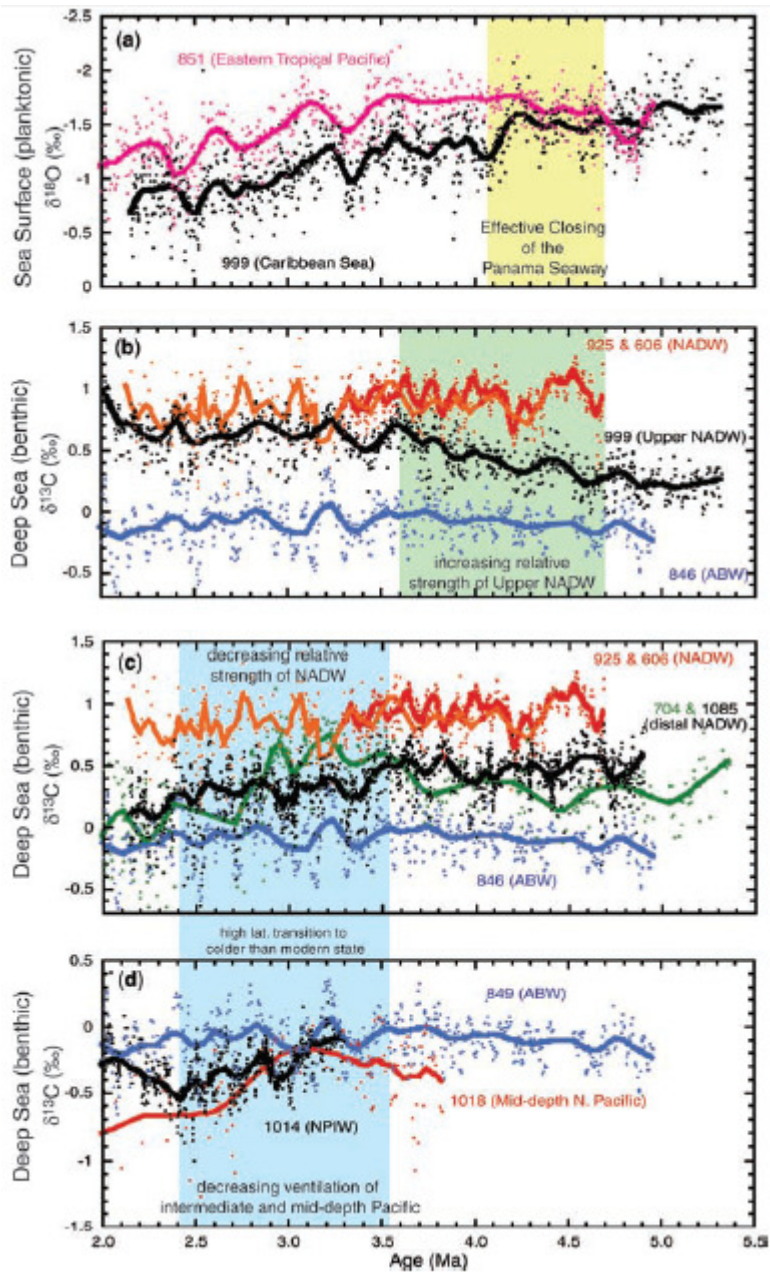 (a)
-2.5
-2
-1.5
-1
-0.5
0
Sea Surface (planktonic)
δ18O (‰)
851 (Eastern Tropical Pacific)
999 (Caribbean Sea)
Effective Closing
of the
Panama Seaway
(b)
1.5
1
0.5
0
-0.5
Deep Sea (benthic)
δ13C (‰)
925 & 606 (NADW)
999 (Upper NADW)
846 (ABW)
increasing relative
strength of Upper NADW
(c)
1.5
1
0.5
0
-0.5
Deep Sea (benthic)
δ13C (‰)
decreasing relative
strength of NADW
925 & 606 (NADW)
704 & 1085
(distal NADW)
846 (ABW)
high lat. transition to
colder than modern state
(d)
0.5
0
-0.5
-1
-1.5
Deep Sea (benthic)
δ13C (‰)
849 (ABW)
1018 (Mid-depth N. Pacific)
1014 (NPIW)
decreasing ventilation of
intermediate and mid-depth Pacific
2.0 2.5 3.0 3.5 4.0 4.5 5.0 5.5
Age (Ma)